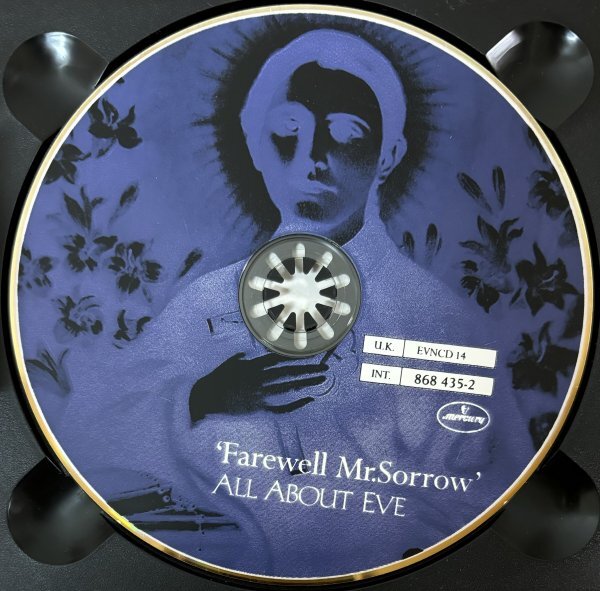 U.K. EVNCD 14
INT. 868 435-2
mercury
'Farewell Mr.Sorrow'
ALL ABOUT EVE